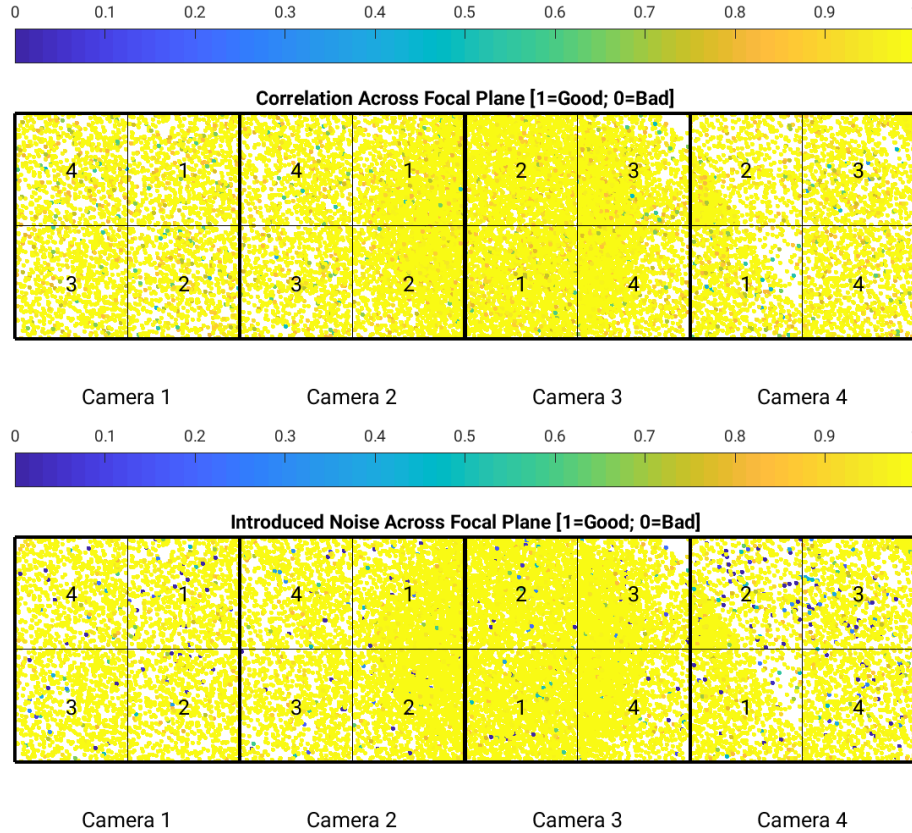 0 0.1 0.2 0.3 0.4 0.5 0.6 0.7 0.8 0.9
Correlation Across Focal Plane [1=Good; 0=Bad]
4 1 4 1 2 3 2 3
3 2 3 2 1 4 1 4
Camera 1 Camera 2 Camera 3 Camera 4
0 0.1 0.2 0.3 0.4 0.5 0.6 0.7 0.8 0.9
Introduced Noise Across Focal Plane [1=Good; 0=Bad]
4 1 4 1 2 3 2 3
3 2 3 2 1 4 1 4
Camera 1 Camera 2 Camera 3 Camera 4